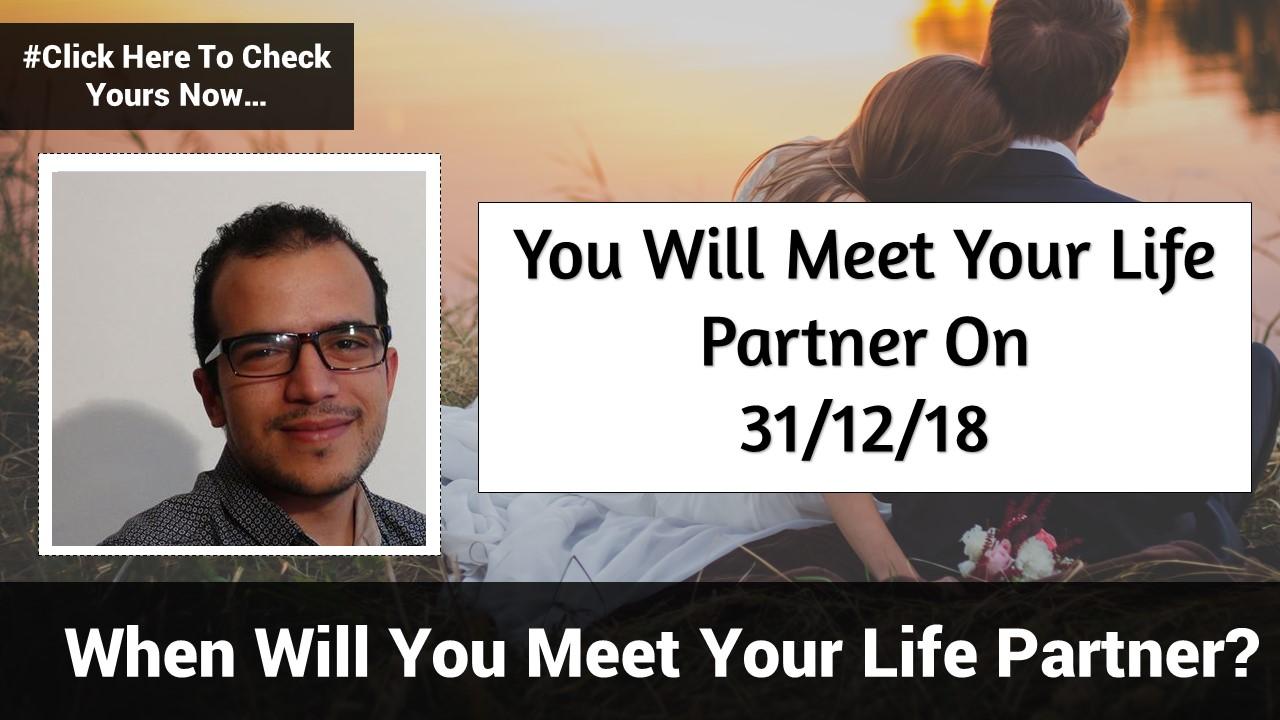 #Click Here To Check
Yours Now...
You Will Meet Your Life
Partner On
31/12/18
When Will You Meet Your Life Partner?